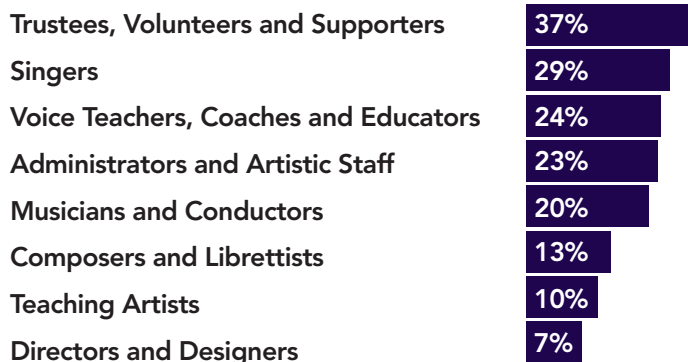 Trustees, Volunteers and Supporters 37%
Singers 29%
Voice Teachers, Coaches and Educators 24%
Administrators and Artistic Staff 23%
Musicians and Conductors 20%
Composers and Librettists 13%
Teaching Artists 10%
Directors and Designers 7%